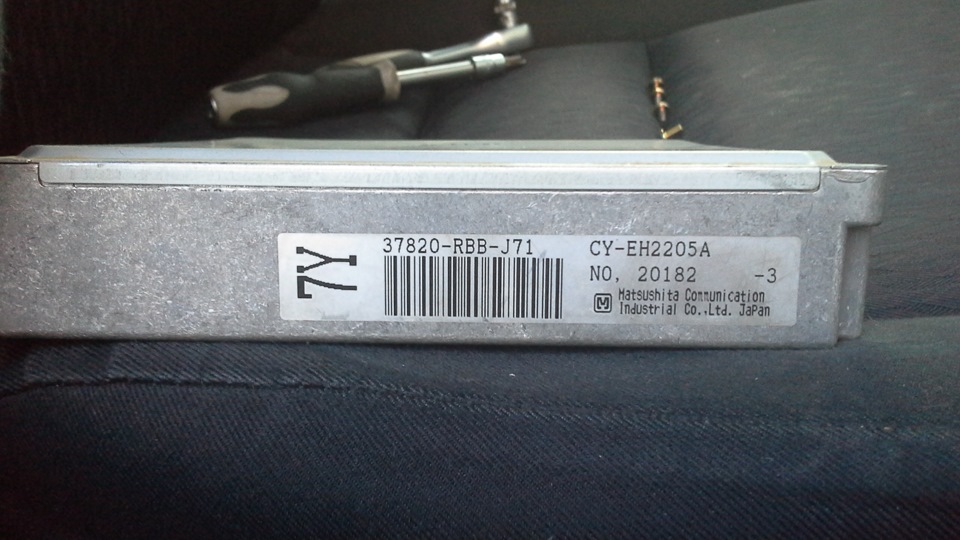 7Y
37820-RBB-J71
CY-EH2205A
NO. 20182 -3
M Matsushita Communication
Industrial Co.,Ltd. JaPan